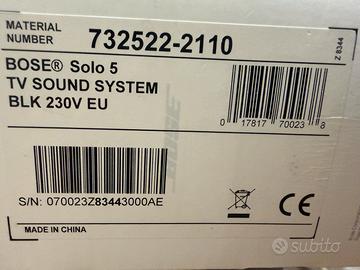 MATERIAL
NUMBER
732522-2110
Z 8344
BOSE® Solo 5
TV SOUND SYSTEM
BLK 230V EU
0 17817 70023 8
BOSE
S/N: 070023Z83443000AE
CE
MADE IN CHINA
subito